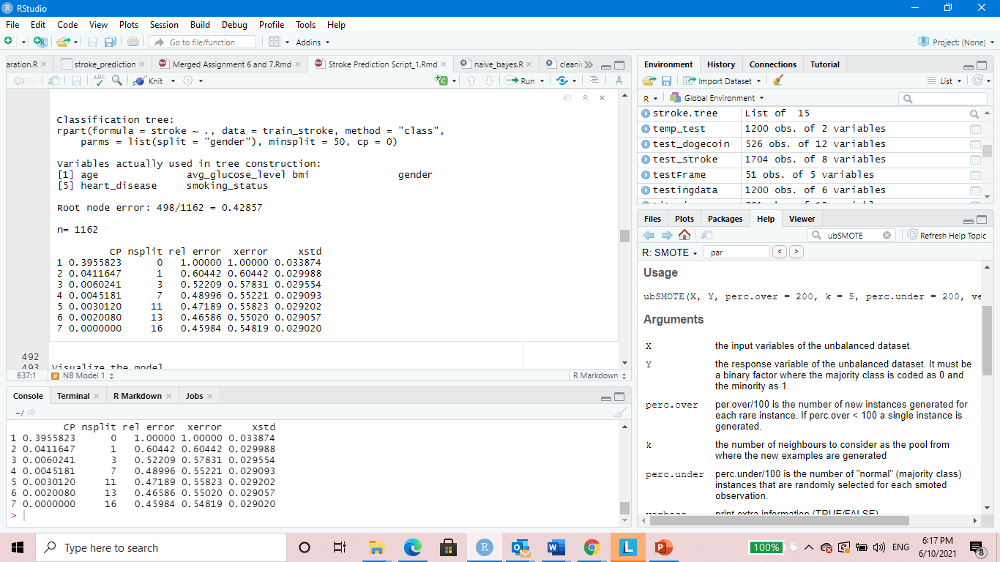 RStudio
File Edit Code View Plots Session Build Debug Profile Tools Help
Go to file/function Addins Project: (None)
aration.R stroke_prediction Merged Assignment 6 and 7.Rmd Stroke Prediction Script_1.Rmd naive_bayes.R
ABC Knit Run
Classification tree:
rpart(formula = stroke ~ ., data = train_stroke, method = "class",
parms = list(split = "gender"), minsplit = 50, cp = 0)
Variables actually used in tree construction:
[1] age avg_glucose_level bmi gender
[5] heart_disease smoking_status
Root node error: 498/1162 = 0.42857
n= 1162
CP nsplit rel error xerror xstd
1 0.3955823 0 1.00000 1.00000 0.033874
2 0.0411647 1 0.60442 0.60442 0.029988
3 0.0060241 3 0.52209 0.57831 0.029554
4 0.0045181 7 0.48996 0.55221 0.029093
5 0.0030120 11 0.47189 0.55823 0.029202
6 0.0020080 13 0.46586 0.55020 0.029057
7 0.0000000 16 0.45984 0.54819 0.029020
492
493 Visualize the model
637:1 # NB Model 1 R Markdown
Console Terminal R Markdown Jobs
~/
CP nsplit rel error xerror xstd
1 0.3955823 0 1.00000 1.00000 0.033874
2 0.0411647 1 0.60442 0.60442 0.029988
3 0.0060241 3 0.52209 0.57831 0.029554
4 0.0045181 7 0.48996 0.55221 0.029093
5 0.0030120 11 0.47189 0.55823 0.029202
6 0.0020080 13 0.46586 0.55020 0.029057
7 0.0000000 16 0.45984 0.54819 0.029020
>
Environment History Connections Tutorial
Import Dataset List
R Global Environment
stroke.tree List of 15
temp_test 1200 obs. of 2 variables
test_dogecoin 526 obs. of 12 variables
test_stroke 1704 obs. of 8 variables
testFrame 51 obs. of 5 variables
testingdata 1200 obs. of 6 variables
Files Plots Packages Help Viewer
ubSMOTE Refresh Help Topic
R: SMOTE par < >
Usage
ubSMOTE(X, Y, perc.over = 200, k = 5, perc.under = 200, ve
Arguments
X the input variables of the unbalanced dataset.
Y the response variable of the unbalanced dataset. It must be
a binary factor where the majority class is coded as 0 and
the minority as 1.
perc.over per.over/100 is the number of new instances generated for
each rare instance. If perc.over < 100 a single instance is
generated.
k the number of neighbours to consider as the pool from
where the new examples are generated
perc.under perc.under/100 is the number of "normal" (majority class)
instances that are randomly selected for each smoted
observation.
verbose print extra information (TRUE/FALSE)
Type here to search
100% ENG 6:17 PM
6/10/2021 8